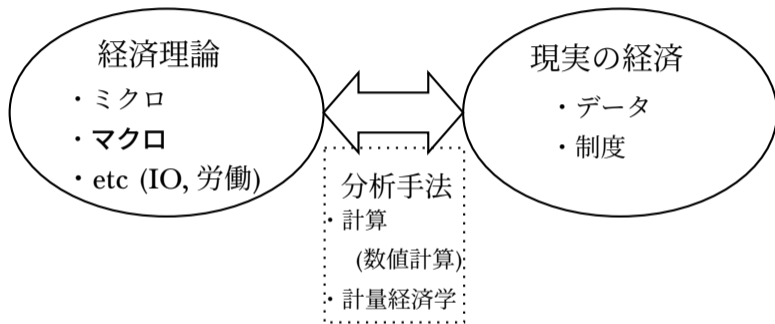 経済理論
・ミクロ
・マクロ
・etc (IO, 労働)
現実の経済
・データ
・制度
分析手法
・計算
(数値計算)
・計量経済学